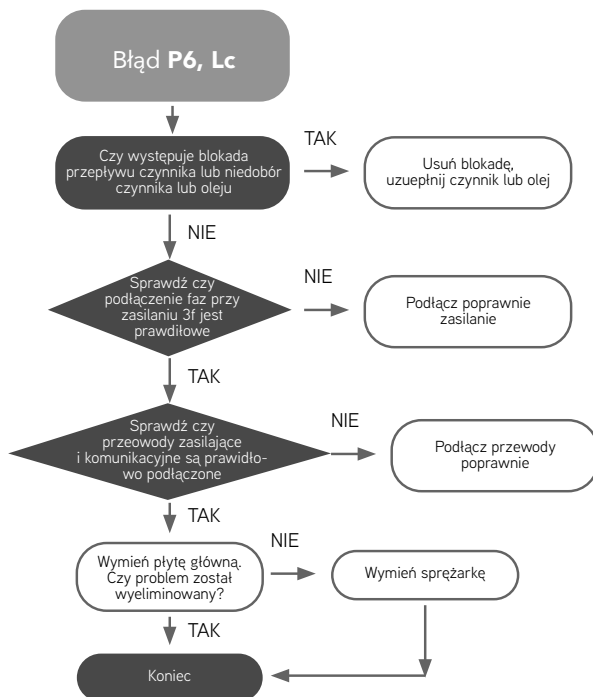 Błąd P6, Lc
Czy występuje blokada
przepływu czynnika lub niedobór
czynnika lub oleju
TAK
Usuń blokadę,
uzuepłnij czynnik lub olej
NIE
Sprawdź czy
podłączenie faz przy
zasilaniu 3f jest
prawdiłowe
NIE
Podłącz poprawnie
zasilanie
TAK
Sprawdź czy
przeowody zasilające
i komunikacyjne są prawidło-
wo podłączone
NIE
Podłącz przewody
poprawnie
TAK
Wymień płytę główną.
Czy problem został
wyeliminowany?
NIE
Wymień sprężarkę
TAK
Koniec